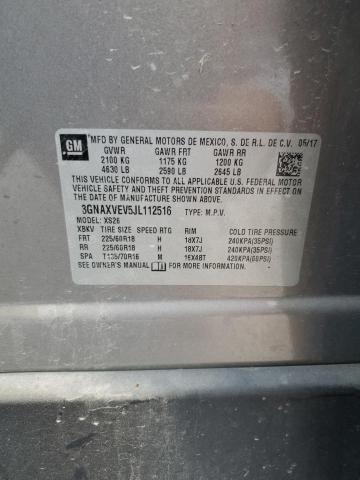 GM
MFD BY GENERAL MOTORS DE MEXICO, S. DE R.L. DE C.V. 05/17
GVWR GAWR FRT GAWR RR
2100 KG 1175 KG 1200 KG
4630 LB 2590 LB 2645 LB
THIS VEHICLE CONFORMS TO ALL APPLICABLE U.S. FEDERAL MOTOR
VEHICLE SAFETY AND THEFT PREVENTION STANDARDS IN EFFECT ON
THE DATE OF MANUFACTURE SHOWN ABOVE.
3GNAXVEV5JL112516 TYPE: M.P.V.
MODEL: XS26
XBKV TIRE SIZE SPEED RTG RIM COLD TIRE PRESSURE
FRT 225/60R18 H 18X7J 240KPA(35PSI)
RR 225/60R18 H 18X7J 240KPA(35PSI)
SPA T135/70R16 M 16X4BT 420KPA(60PSI)
SEE OWNER'S MANUAL FOR MORE INFORMATION